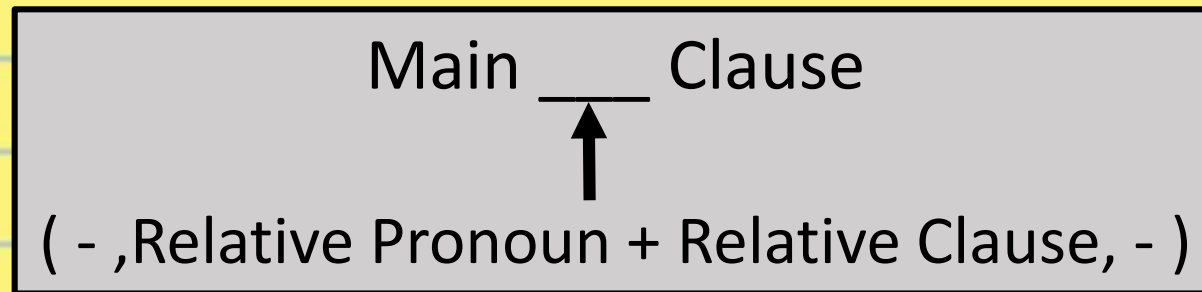 Main ___ Clause
( - ,Relative Pronoun + Relative Clause, - )